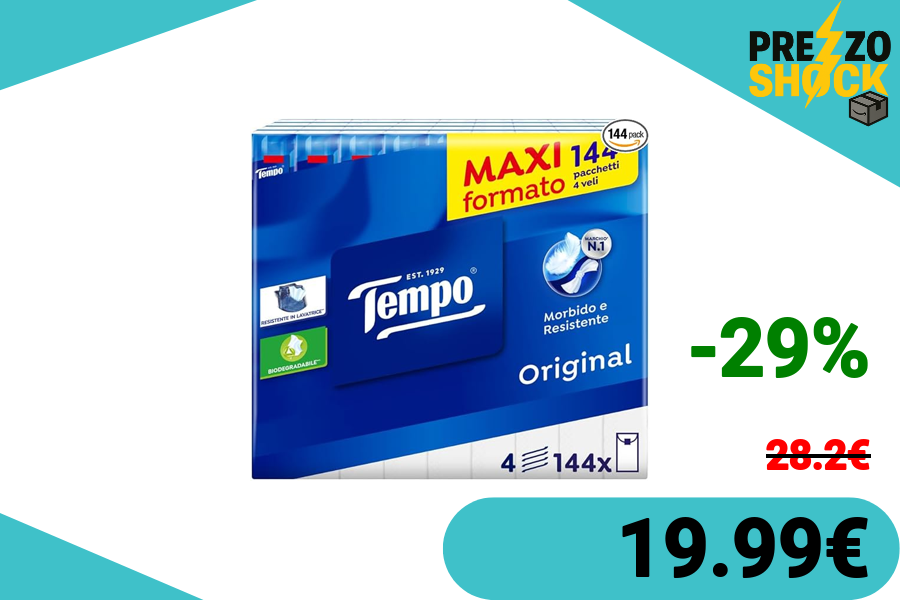 PREZZO
SHOCK
144 pack
Tempo
MAXI
formato
144
pacchetti
4 veli
EST. 1929
Tempo®
MARCHIO
N.1
RESISTENTE IN LAVATRICE
Morbido e
Resistente
BIODEGRADABILE
Original
4 144x
-29%
28.2€
19.99€